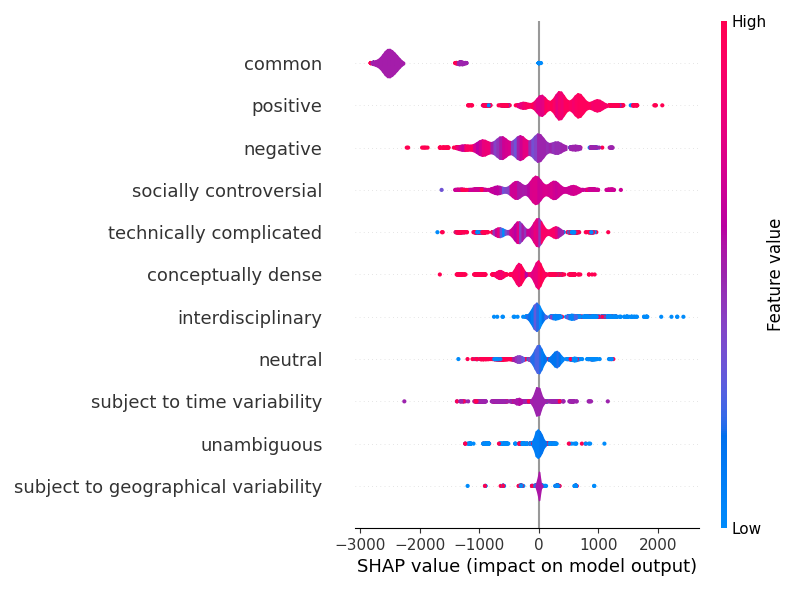 High
common
positive
negative
socially controversial
technically complicated
conceptually dense
interdisciplinary
neutral
subject to time variability
unambiguous
subject to geographical variability
Feature value
Low
−3000 −2000 −1000 0 1000 2000
SHAP value (impact on model output)